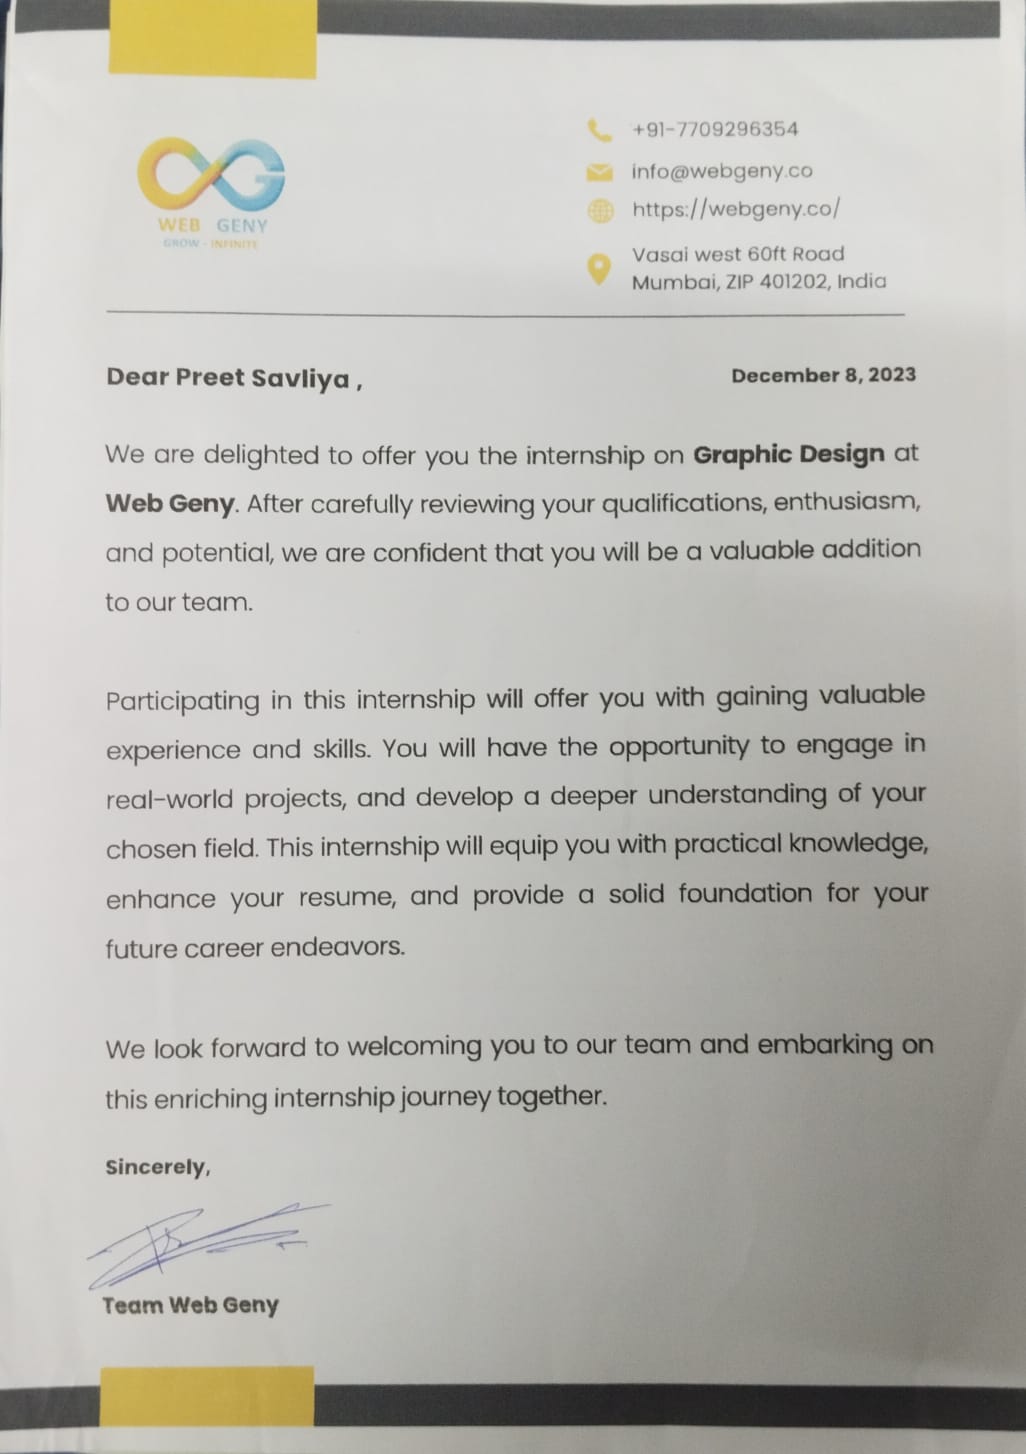 +91-7709296354
info@webgeny.co
https://webgeny.co/
Vasai west 60ft Road
Mumbai, ZIP 401202, India
WEB GENY
GROW - INFINITE
Dear Preet Savliya ,
December 8, 2023
We are delighted to offer you the internship on Graphic Design at
Web Geny. After carefully reviewing your qualifications, enthusiasm,
and potential, we are confident that you will be a valuable addition
to our team.
Participating in this internship will offer you with gaining valuable
experience and skills. You will have the opportunity to engage in
real-world projects, and develop a deeper understanding of your
chosen field. This internship will equip you with practical knowledge,
enhance your resume, and provide a solid foundation for your
future career endeavors.
We look forward to welcoming you to our team and embarking on
this enriching internship journey together.
Sincerely,
Team Web Geny